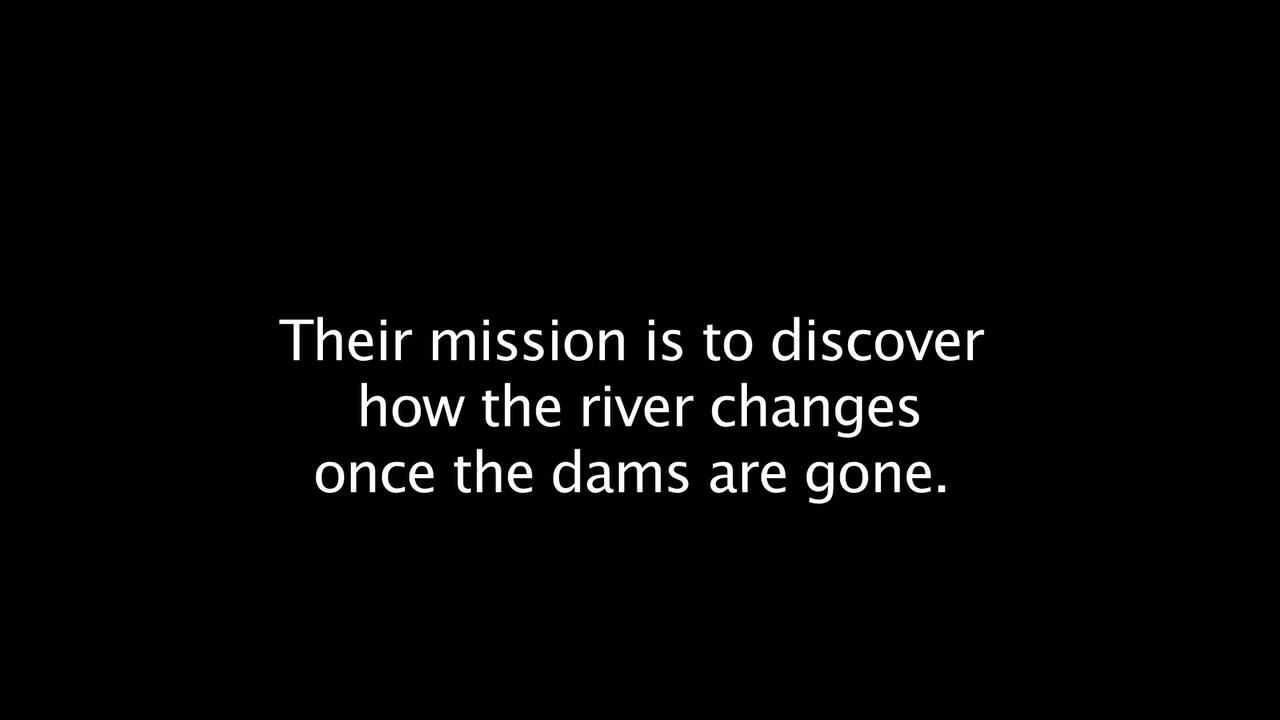 Their mission is to discover
how the river changes
once the dams are gone.